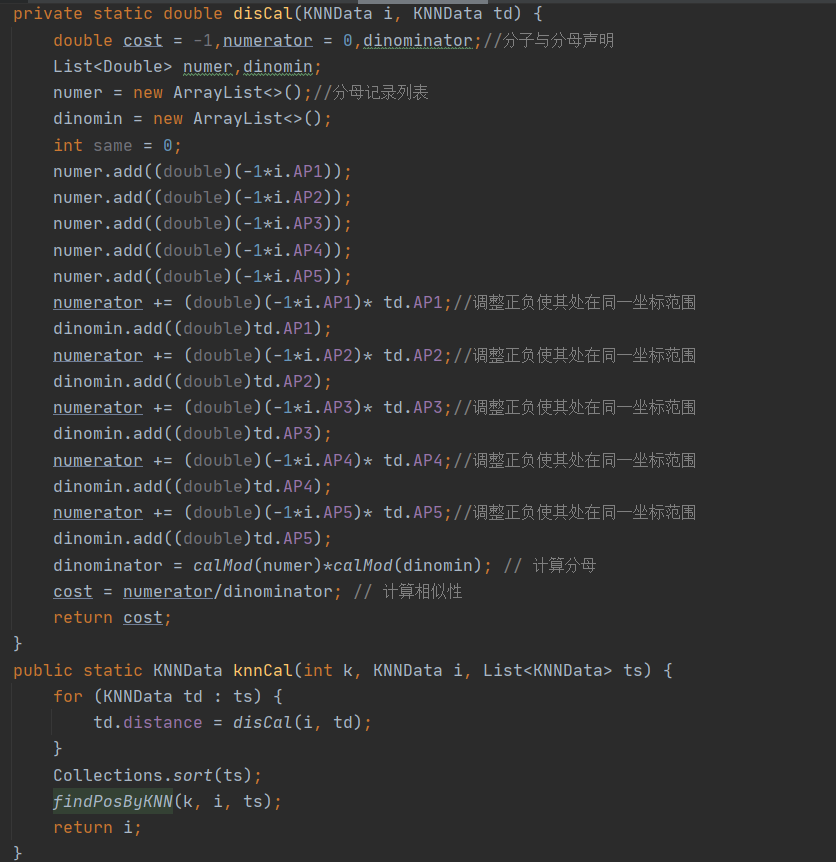 private static double disCal(KNNData i, KNNData td) {
double cost = -1,numerator = 0,dinominator;//分子与分母声明
List<Double> numer,dinomin;
numer = new ArrayList<>();//分母记录列表
dinomin = new ArrayList<>();
int same = 0;
numer.add((double)(-1*i.AP1));
numer.add((double)(-1*i.AP2));
numer.add((double)(-1*i.AP3));
numer.add((double)(-1*i.AP4));
numer.add((double)(-1*i.AP5));
numerator += (double)(-1*i.AP1)* td.AP1;//调整正负使其处在同一坐标范围
dinomin.add((double)td.AP1);
numerator += (double)(-1*i.AP2)* td.AP2;//调整正负使其处在同一坐标范围
dinomin.add((double)td.AP2);
numerator += (double)(-1*i.AP3)* td.AP3;//调整正负使其处在同一坐标范围
dinomin.add((double)td.AP3);
numerator += (double)(-1*i.AP4)* td.AP4;//调整正负使其处在同一坐标范围
dinomin.add((double)td.AP4);
numerator += (double)(-1*i.AP5)* td.AP5;//调整正负使其处在同一坐标范围
dinomin.add((double)td.AP5);
dinominator = calMod(numer)*calMod(dinomin); // 计算分母
cost = numerator/dinominator; // 计算相似性
return cost;
}
public static KNNData knnCal(int k, KNNData i, List<KNNData> ts) {
for (KNNData td : ts) {
td.distance = disCal(i, td);
}
Collections.sort(ts);
findPosByKNN(k, i, ts);
return i;
}